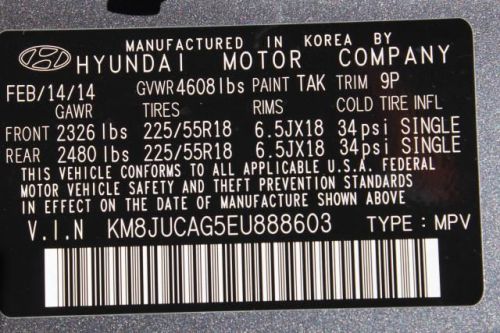 MANUFACTURED IN KOREA BY
HYUNDAI MOTOR COMPANY
FEB/14/14 GVWR 4608lbs PAINT TAK TRIM 9P
GAWR TIRES RIMS COLD TIRE INFL
FRONT 2326 lbs 225/55R18 6.5JX18 34psi SINGLE
REAR 2480 lbs 225/55R18 6.5JX18 34psi SINGLE
THIS VEHICLE CONFORMS TO ALL APPLICABLE U.S.A. FEDERAL
MOTOR VEHICLE SAFETY AND THEFT PREVENTION STANDARDS
IN EFFECT ON THE DATE OF MANUFACTURE SHOWN ABOVE.
V.I.N KM8JUCAG5EU888603 TYPE : MPV